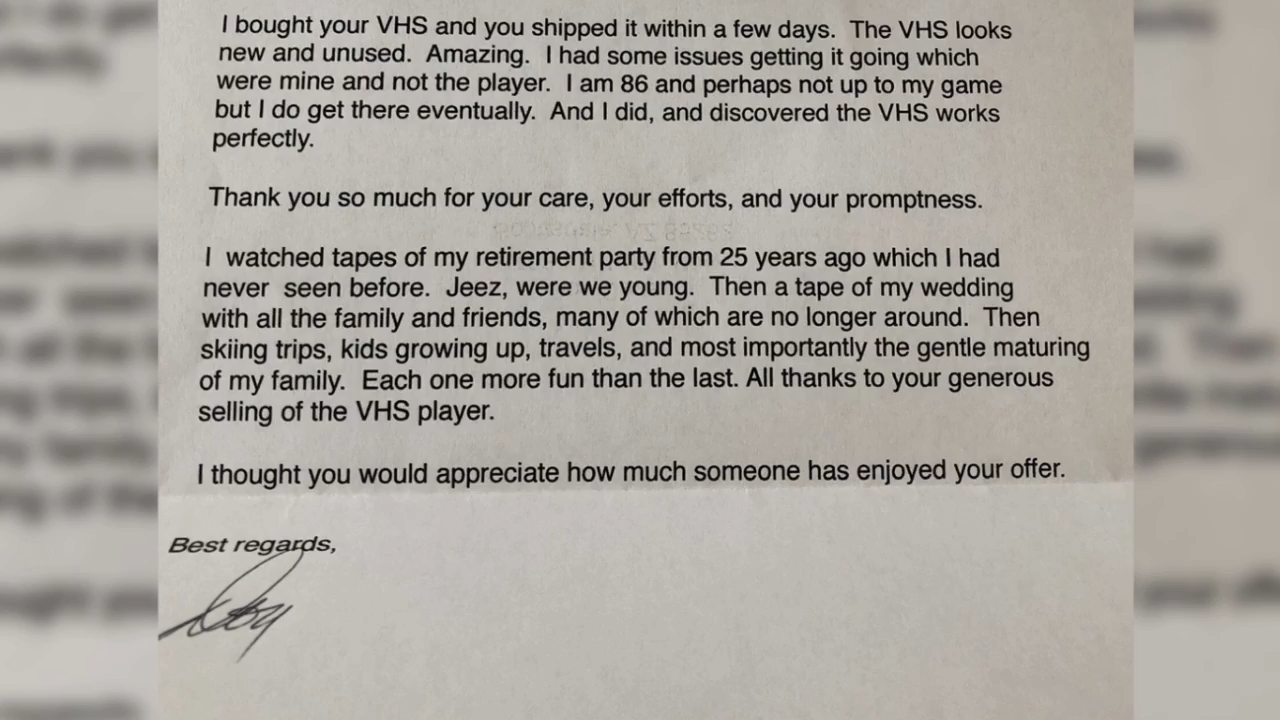 I bought your VHS and you shipped it within a few days.  The VHS looks
new and unused.  Amazing.  I had some issues getting it going which
were mine and not the player.  I am 86 and perhaps not up to my game
but I do get there eventually.  And I did, and discovered the VHS works
perfectly.
Thank you so much for your care, your efforts, and your promptness.
I  watched tapes of my retirement party from 25 years ago which I had
never  seen before.  Jeez, were we young.  Then a tape of my wedding
with all the family and friends, many of which are no longer around.  Then
skiing trips, kids growing up, travels, and most importantly the gentle maturing
of my family.  Each one more fun than the last. All thanks to your generous
selling of the VHS player.
I thought you would appreciate how much someone has enjoyed your offer.
Best regards,